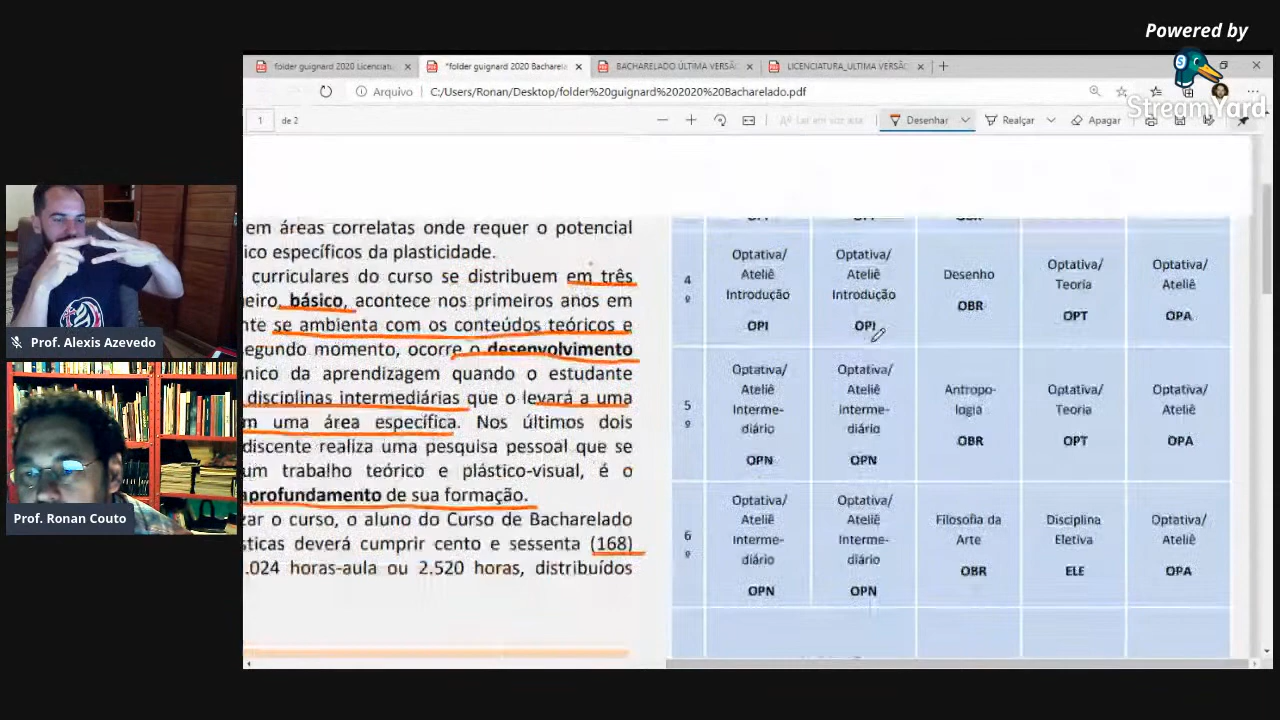 Powered by
StreamYard
folder guignard 2020 Licenciatu
*folder guignard 2020 Bacharela
BACHARELADO ÚLTIMA VERSÃ
LICENCIATURA_ULTIMA VERSÃ
Arquivo
C:/Users/Ronan/Desktop/folder%20guignard%202020%20Bacharelado.pdf
1 de 2
Ler em voz alta
Desenhar
Realçar
Apagar
em áreas correlatas onde requer o potencial
ico específicos da plasticidade.
curriculares do curso se distribuem em três
neiro, básico, acontece nos primeiros anos em
nte se ambienta com os conteúdos teóricos e
segundo momento, ocorre o desenvolvimento
nico da aprendizagem quando o estudante
disciplinas intermediárias que o levará a uma
m uma área específica. Nos últimos dois
discente realiza uma pesquisa pessoal que se
um trabalho teórico e plástico-visual, é o
aprofundamento de sua formação.
zar o curso, o aluno do Curso de Bacharelado
sticas deverá cumprir cento e sessenta (168)
.024 horas-aula ou 2.520 horas, distribuídos
4º
Optativa/
Ateliê
Introdução
OPI
Optativa/
Ateliê
Introdução
OPI
Desenho
OBR
Optativa/
Teoria
OPT
Optativa/
Ateliê
OPA
5º
Optativa/
Ateliê
Interme-
diário
OPN
Optativa/
Ateliê
Interme-
diário
OPN
Antropo-
logia
OBR
Optativa/
Teoria
OPT
Optativa/
Ateliê
OPA
6º
Optativa/
Ateliê
Interme-
diário
OPN
Optativa/
Ateliê
Interme-
diário
OPN
Filosofia da
Arte
OBR
Disciplina
Eletiva
ELE
Optativa/
Ateliê
OPA
Prof. Alexis Azevedo
Prof. Ronan Couto